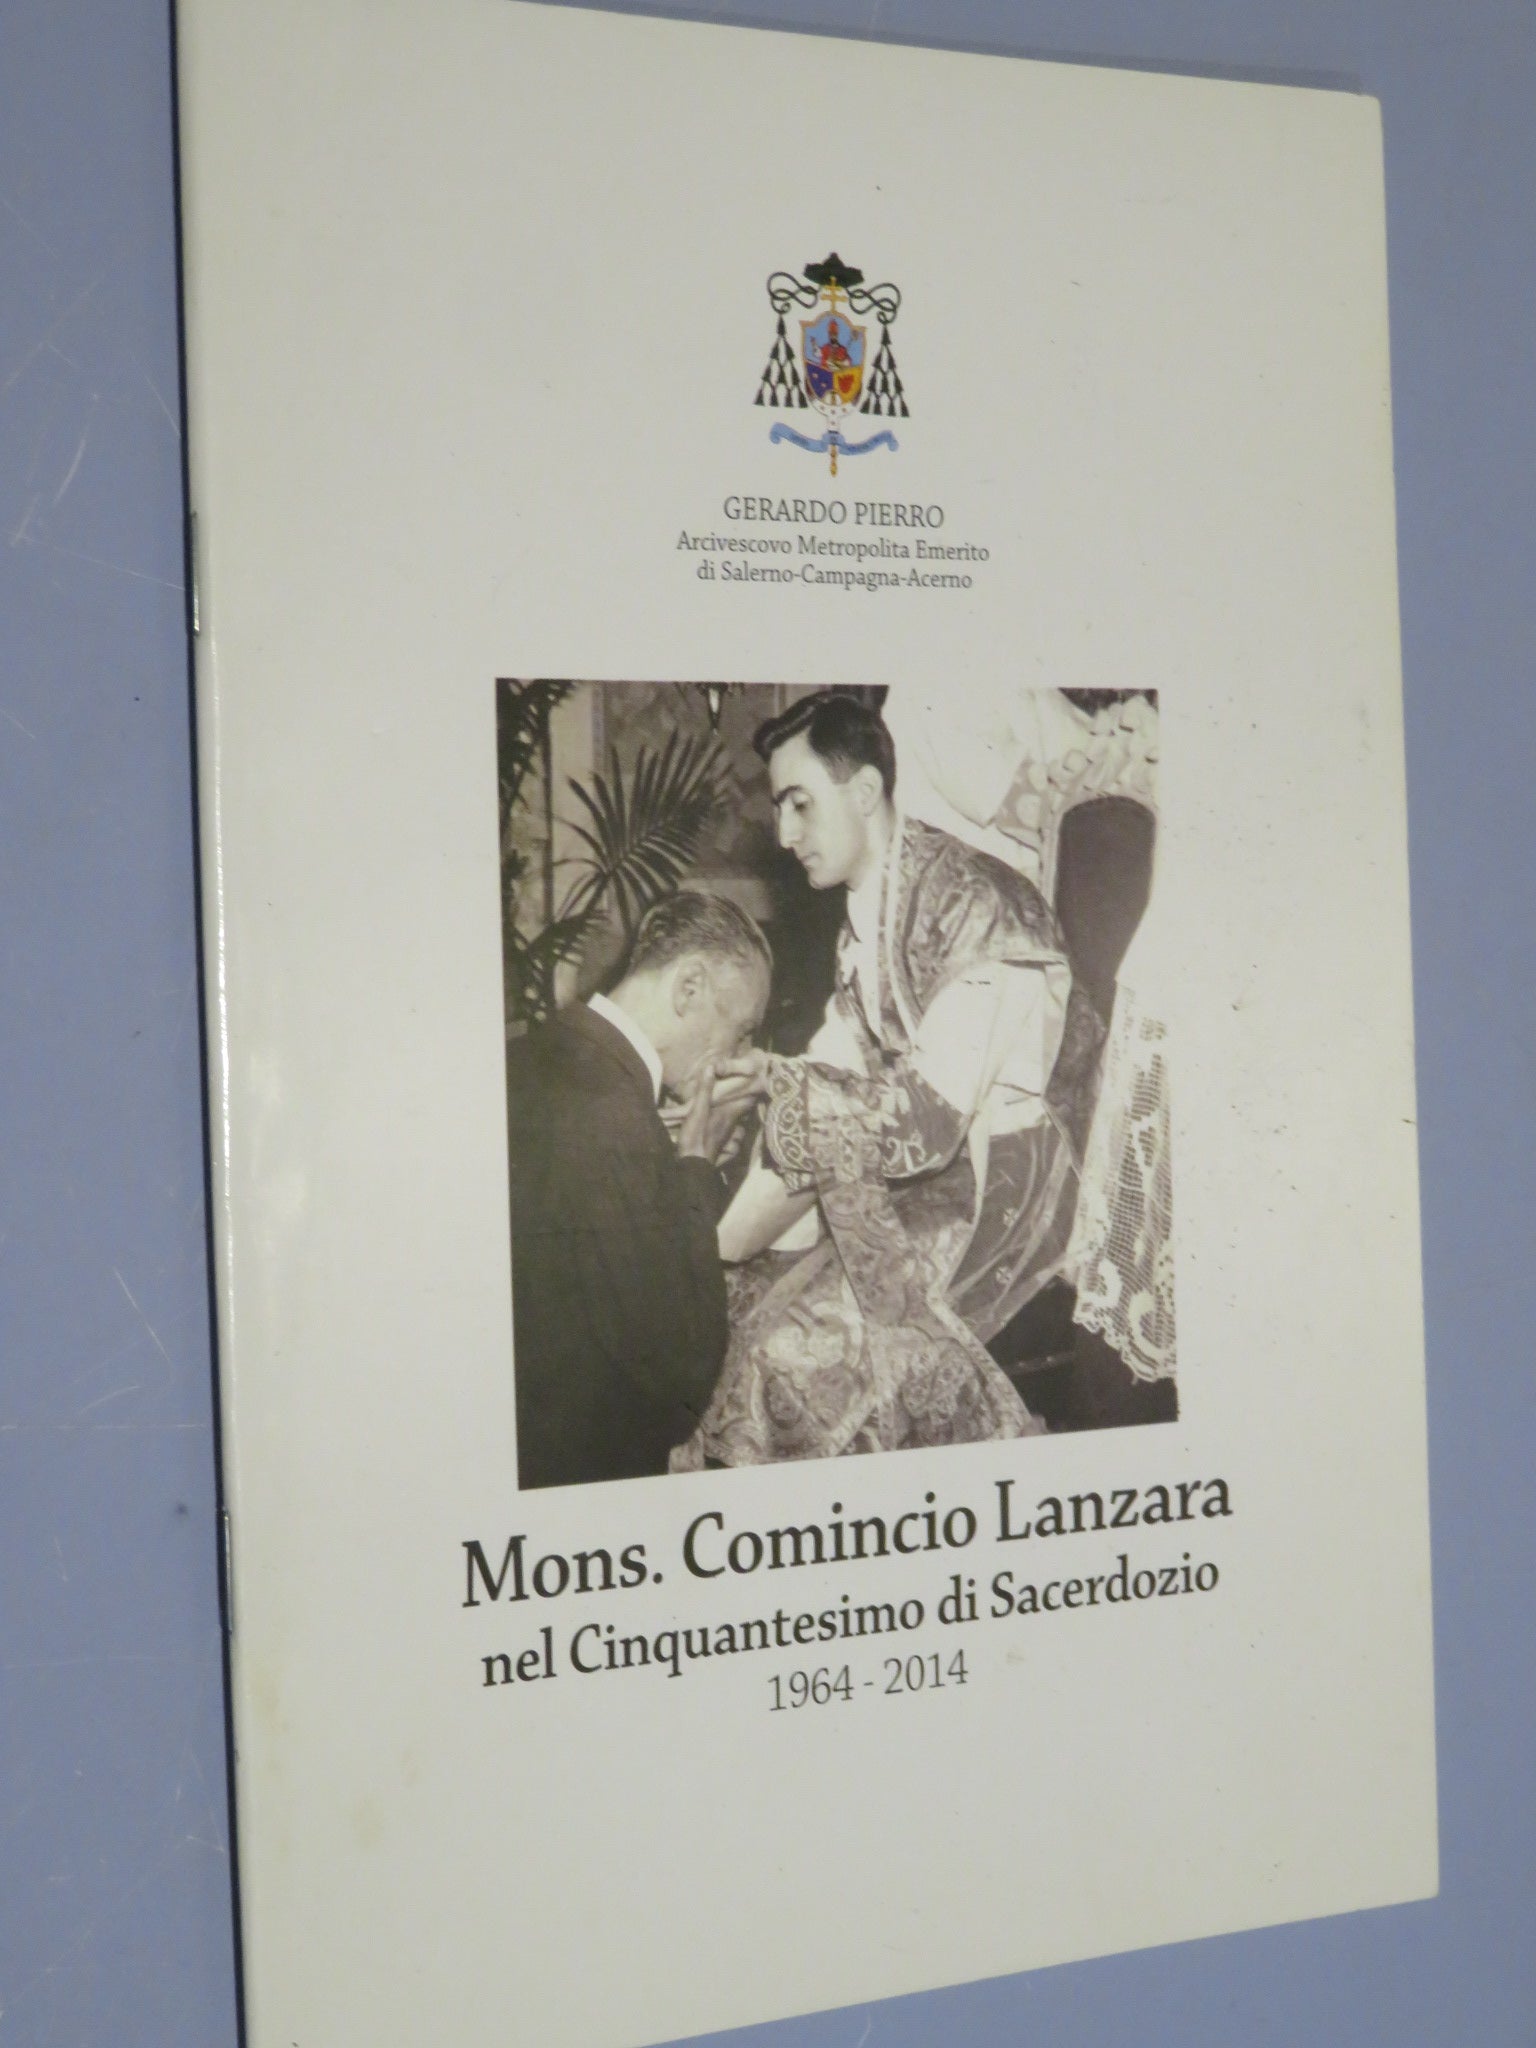 GERARDO PIERRO
Arcivescovo Metropolita Emerito
di Salerno-Campagna-Acerno
Mons. Comincio Lanzara
nel Cinquantesimo di Sacerdozio
1964 - 2014